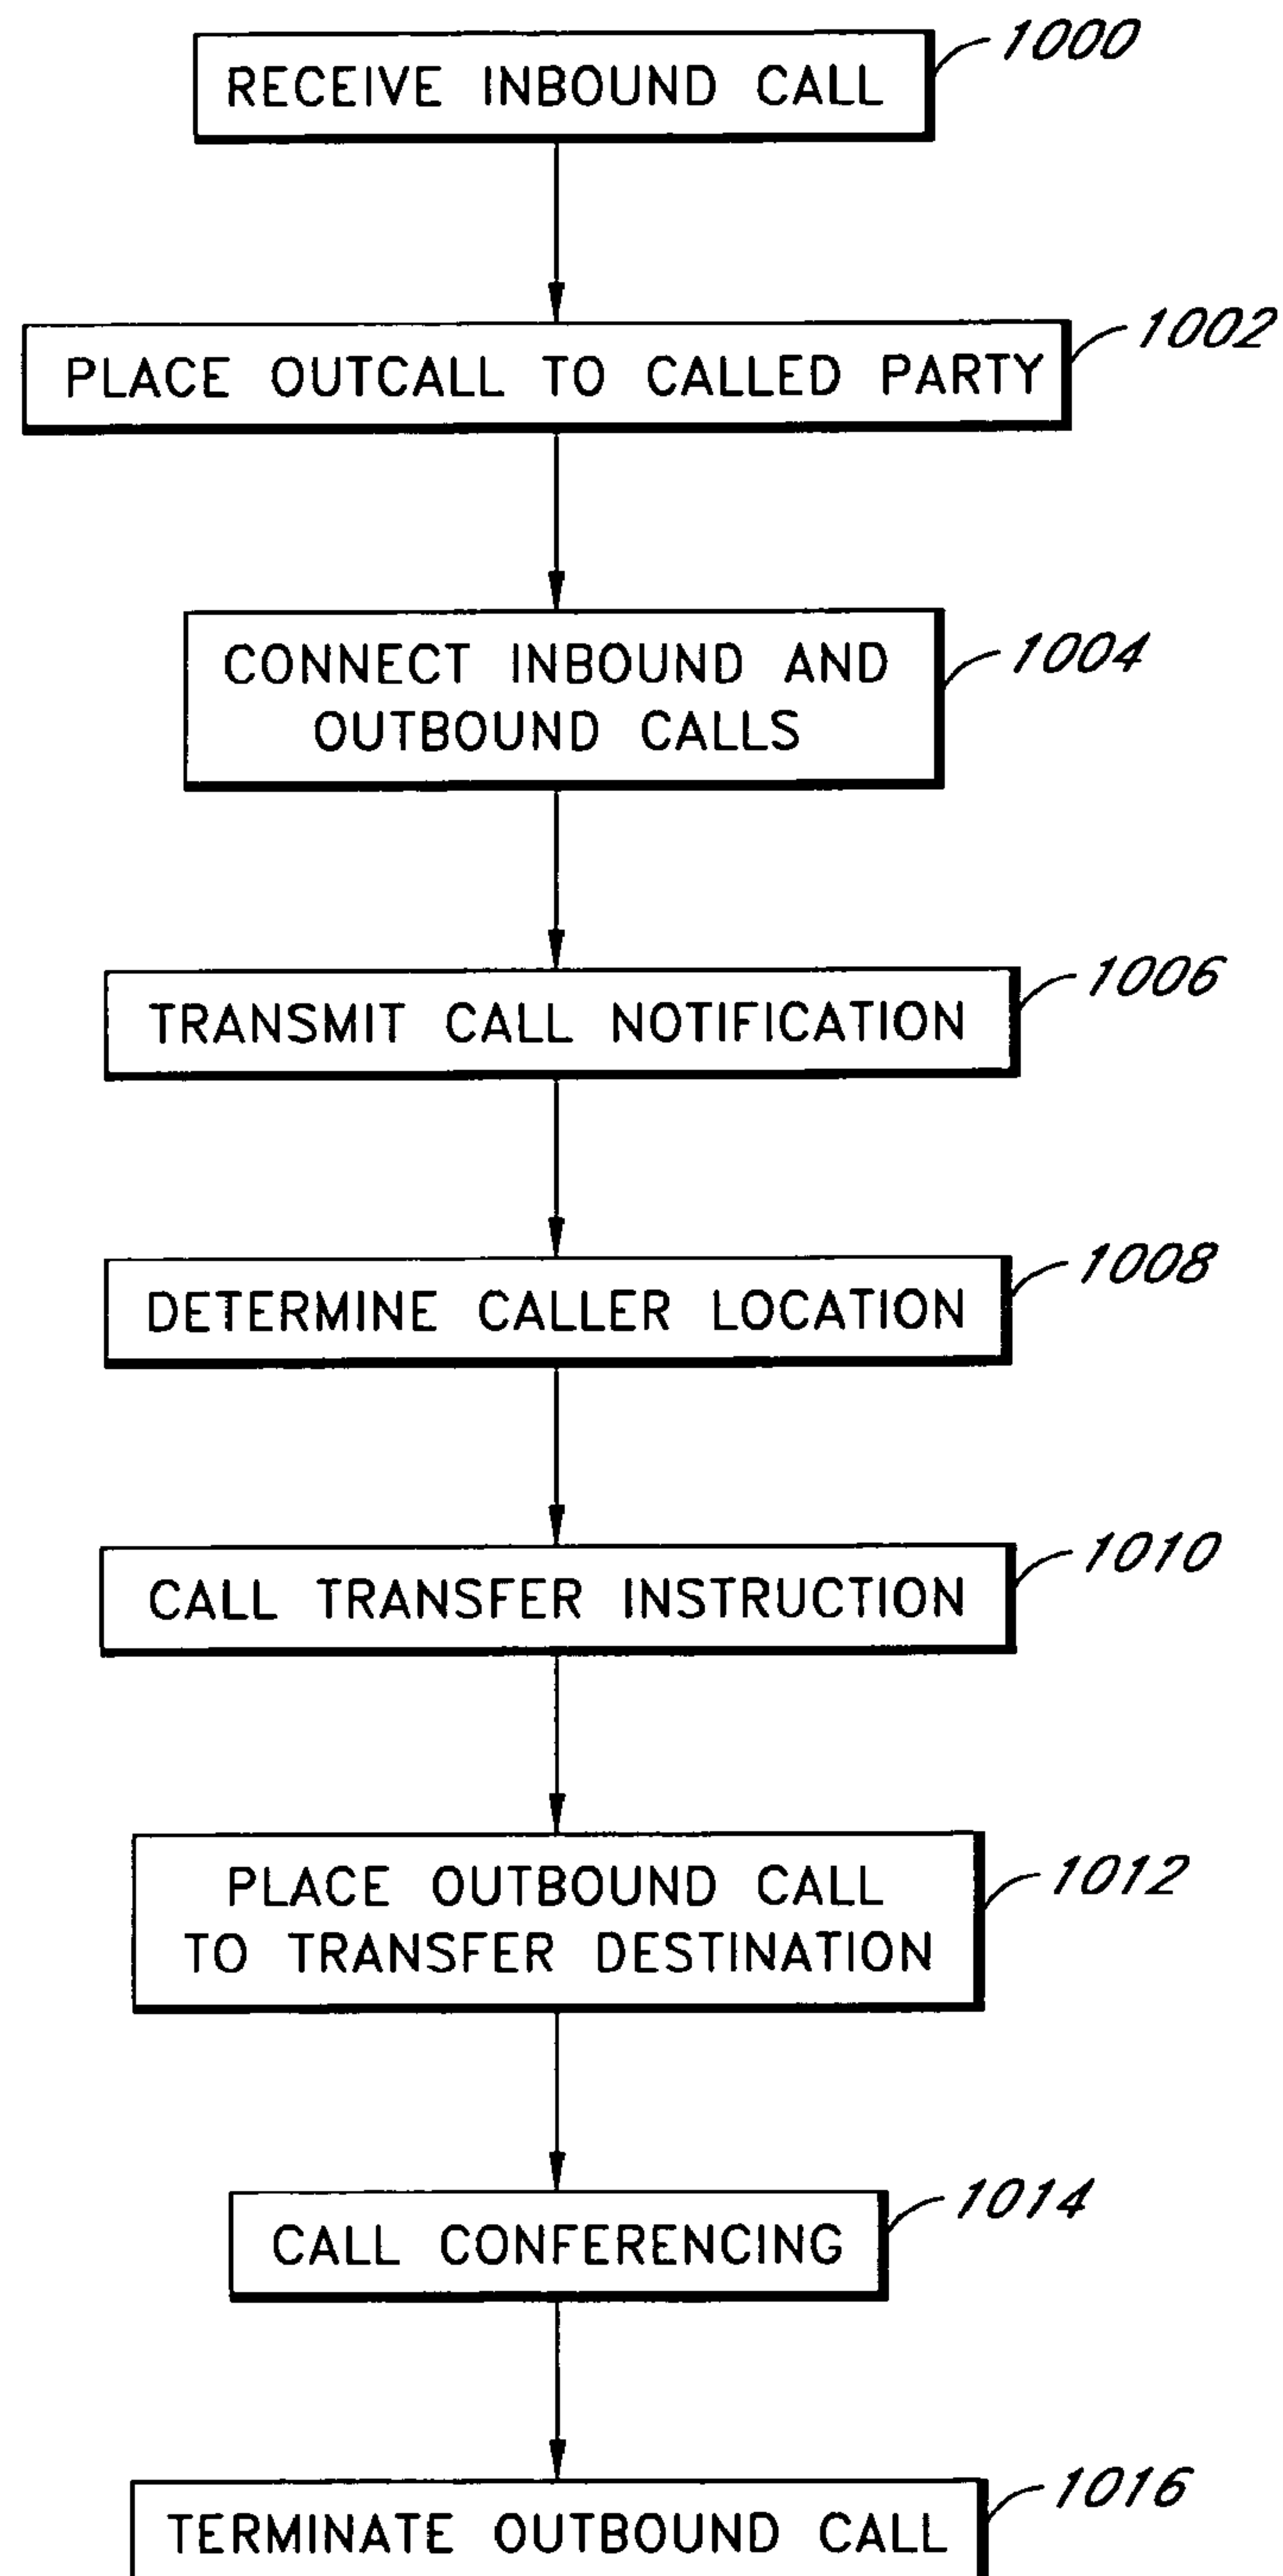 RECEIVE INBOUND CALL
1000
PLACE OUTCALL TO CALLED PARTY
1002
CONNECT INBOUND AND
OUTBOUND CALLS
1004
TRANSMIT CALL NOTIFICATION
1006
DETERMINE CALLER LOCATION
1008
CALL TRANSFER INSTRUCTION
1010
PLACE OUTBOUND CALL
TO TRANSFER DESTINATION
1012
CALL CONFERENCING
1014
TERMINATE OUTBOUND CALL
1016